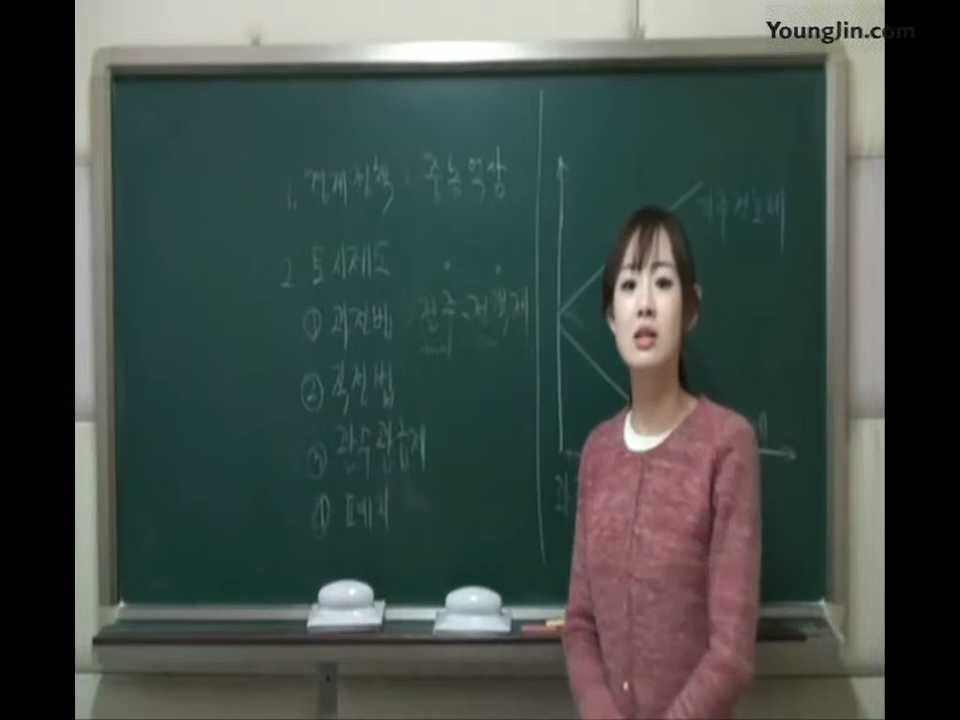 YoungJin.com
1. 경제정책 : 중농억상
2. 토지제도
① 과전법 : 전주-전객제
② 직전법
③ 관수관급제
④
지주전호제